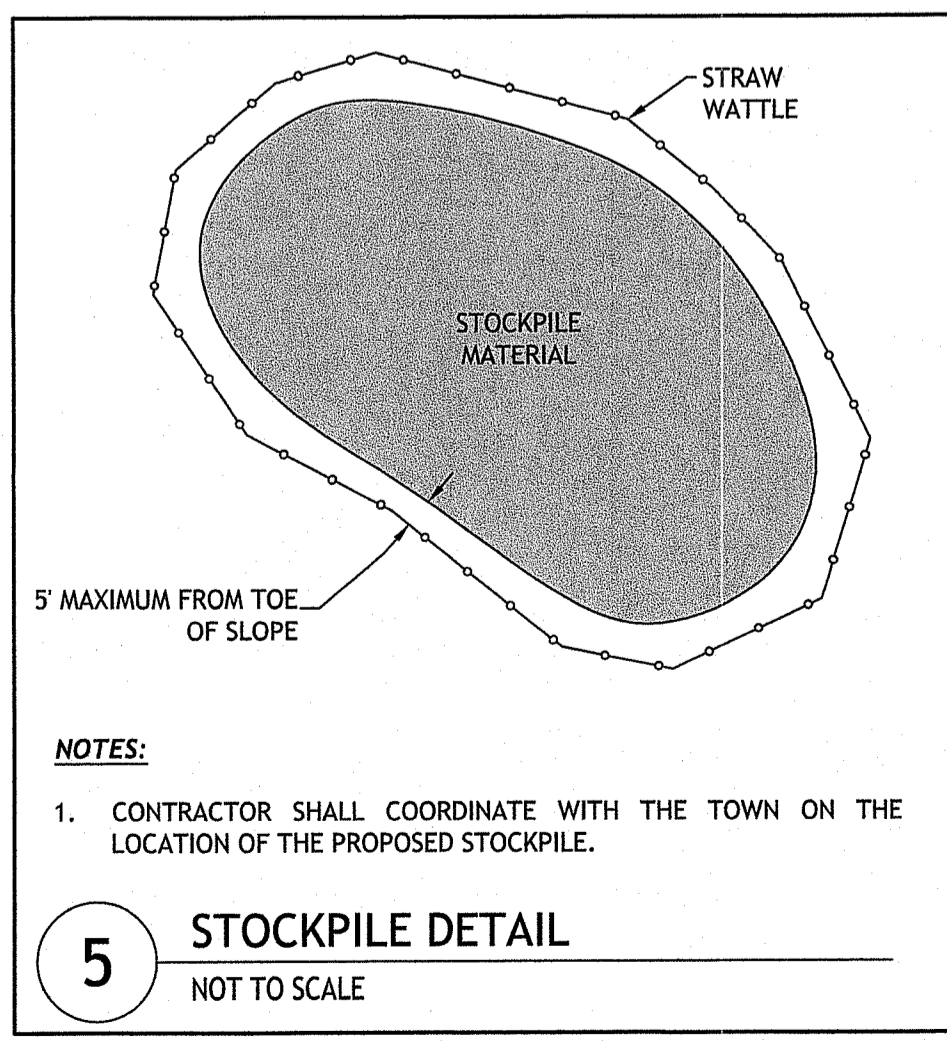 STRAW
WATTLE
STOCKPILE
MATERIAL
5' MAXIMUM FROM TOE
OF SLOPE
NOTES:
1. CONTRACTOR SHALL COORDINATE WITH THE TOWN ON THE
LOCATION OF THE PROPOSED STOCKPILE.
5
STOCKPILE DETAIL
NOT TO SCALE